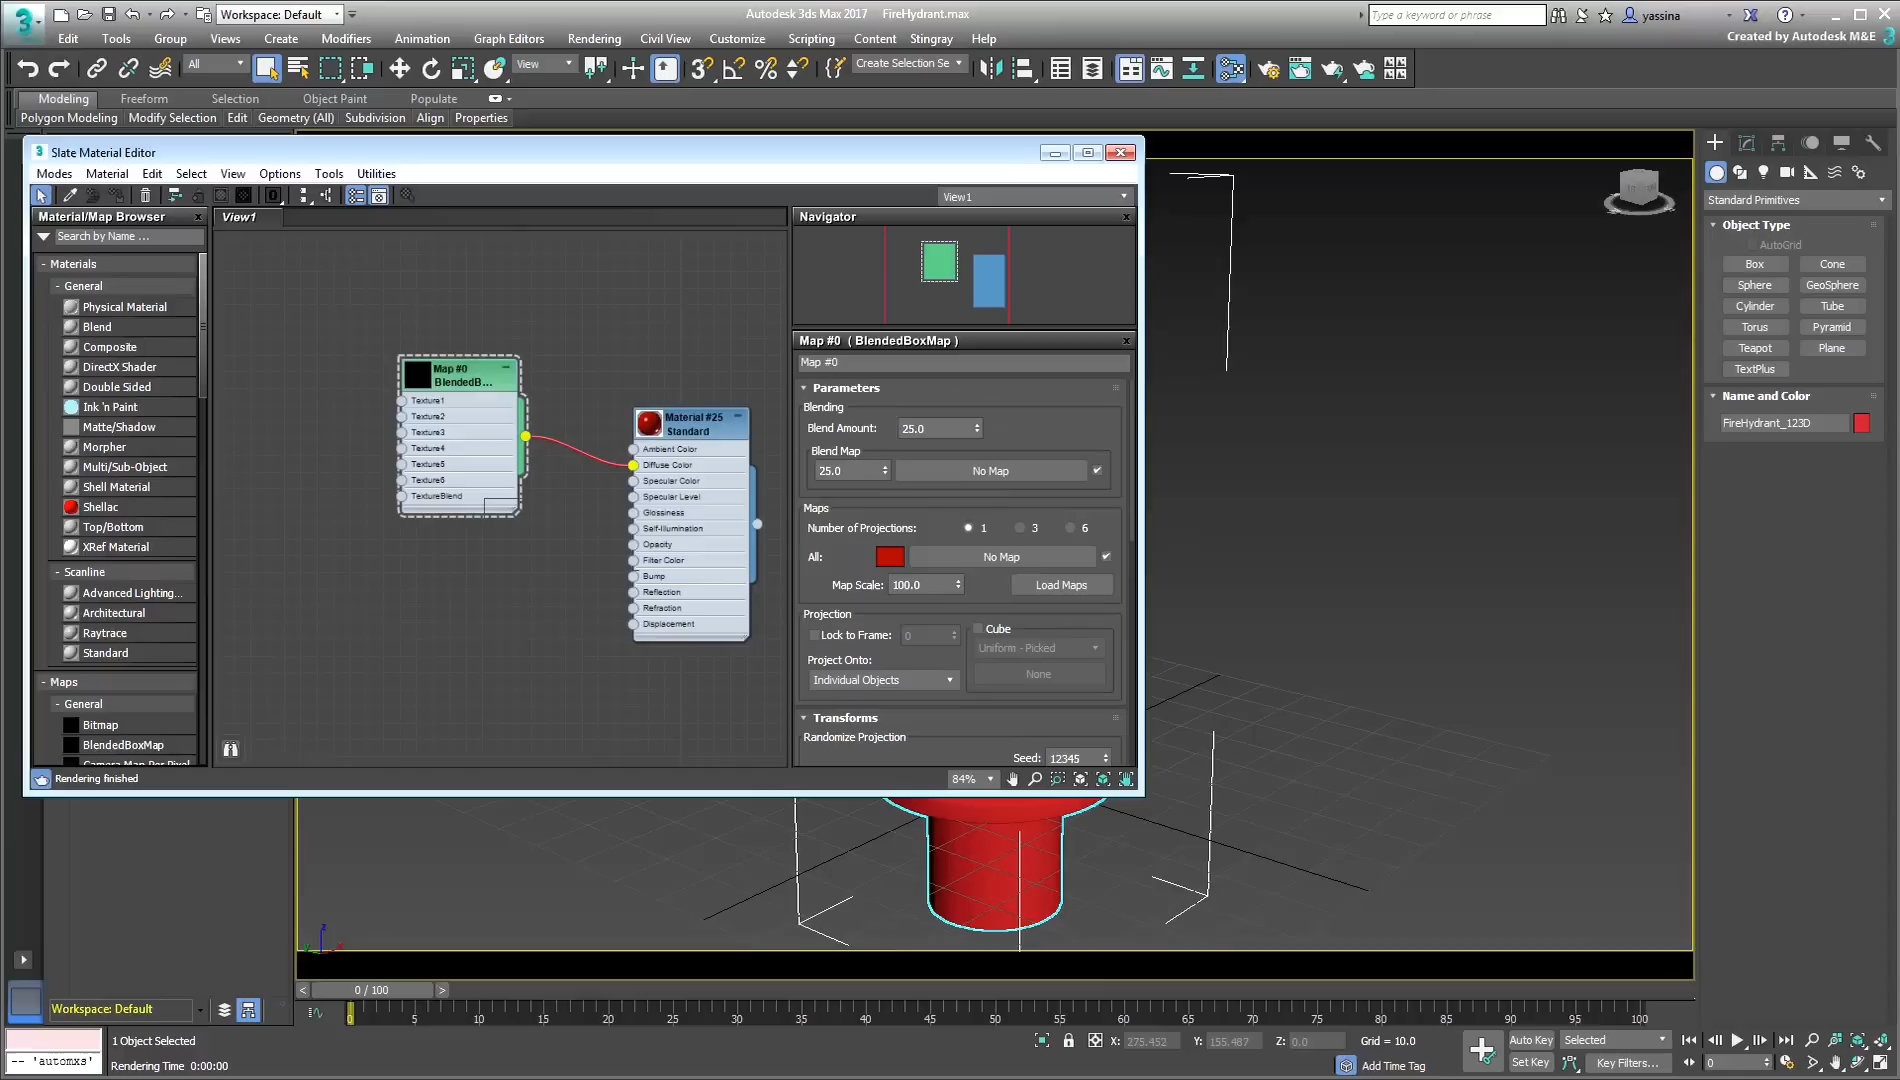 Workspace: Default
Autodesk 3ds Max 2017 FireHydrant.max
Type a keyword or phrase
yassina
Edit Tools Group Views Create Modifiers Animation Graph Editors Rendering Civil View Customize Scripting Content Stingray Help
Created by Autodesk M&E
All
View
Create Selection Se
Modeling Freeform Selection Object Paint Populate
Polygon Modeling Modify Selection Edit Geometry (All) Subdivision Align Properties
Slate Material Editor
Modes Material Edit Select View Options Tools Utilities
View1
Material/Map Browser
Search by Name ...
- Materials
- General
Physical Material
Blend
Composite
DirectX Shader
Double Sided
Ink 'n Paint
Matte/Shadow
Morpher
Multi/Sub-Object
Shell Material
Shellac
Top/Bottom
XRef Material
- Scanline
Advanced Lighting...
Architectural
Raytrace
Standard
- Maps
- General
Bitmap
BlendedBoxMap
Camera Map Per Pixel
View1
Map #0
BlendedB...
Texture1
Texture2
Texture3
Texture4
Texture5
Texture6
TextureBlend
Material #25
Standard
Ambient Color
Diffuse Color
Specular Color
Specular Level
Glossiness
Self-Illumination
Opacity
Filter Color
Bump
Reflection
Refraction
Displacement
Navigator
Map #0 ( BlendedBoxMap )
Map #0
Parameters
Blending
Blend Amount: 25.0
Blend Map
25.0 No Map
Maps
Number of Projections: 1 3 6
All: No Map
Map Scale: 100.0 Load Maps
Projection
Lock to Frame: 0
Cube
Uniform - Picked
Project Onto:
None
Individual Objects
Transforms
Randomize Projection
Seed: 12345
Rendering finished
84%
Standard Primitives
Object Type
AutoGrid
Box Cone
Sphere GeoSphere
Cylinder Tube
Torus Pyramid
Teapot Plane
TextPlus
Name and Color
FireHydrant_123D
z
0 / 100
Workspace: Default
0 5 10 15 20 25 30 35 40 45 50 55 60 65 70 75 80 85 90 95 100
1 Object Selected
X: 275.452 Y: 155.487 Z: 0.0 Grid = 10.0
Auto Key Selected
-- 'automxs'
Rendering Time 0:00:00
Add Time Tag
Set Key Key Filters...
0